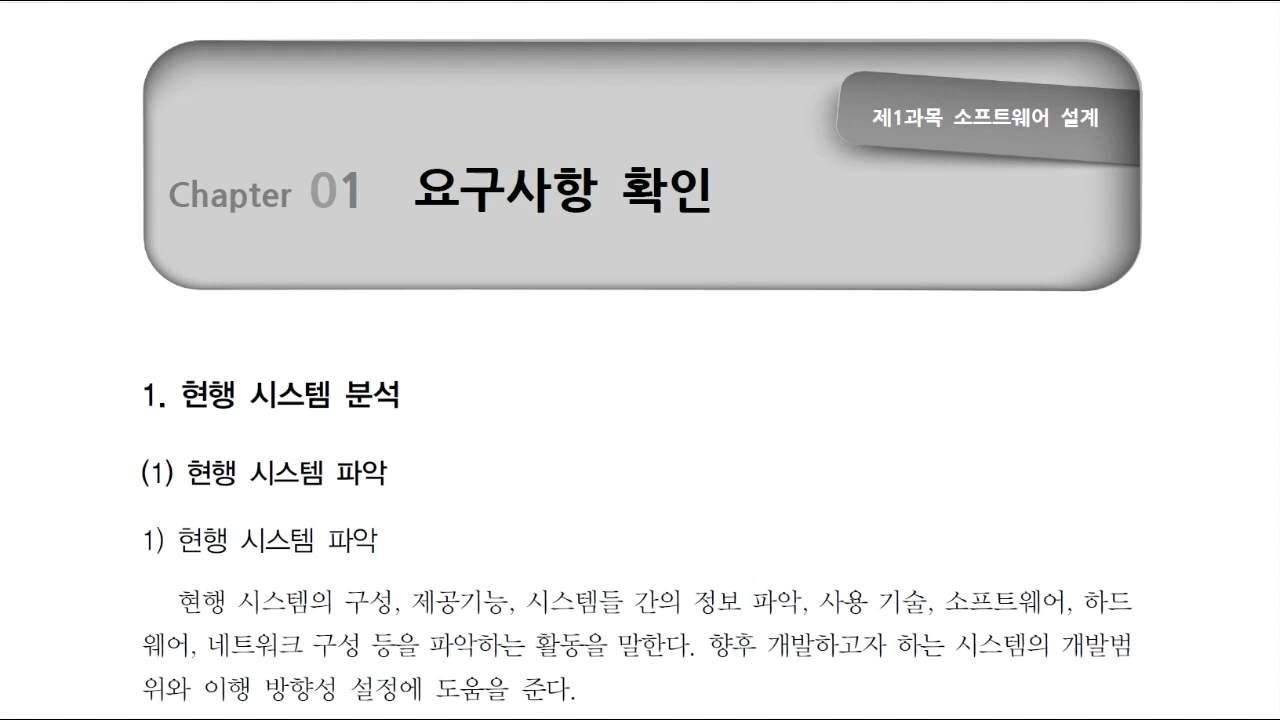 제1과목 소프트웨어 설계
Chapter 01 요구사항 확인
1. 현행 시스템 분석
(1) 현행 시스템 파악
1) 현행 시스템 파악
현행 시스템의 구성, 제공기능, 시스템들 간의 정보 파악, 사용 기술, 소프트웨어, 하드
웨어, 네트워크 구성 등을 파악하는 활동을 말한다. 향후 개발하고자 하는 시스템의 개발범
위와 이행 방향성 설정에 도움을 준다.